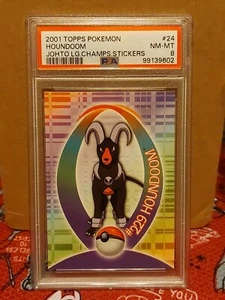 2001 TOPPS POKEMON #24
HOUNDOOM NM-MT
JOHTO LG.CHAMPS STICKERS 8
PSA 99139602
#229 HOUNDOOM